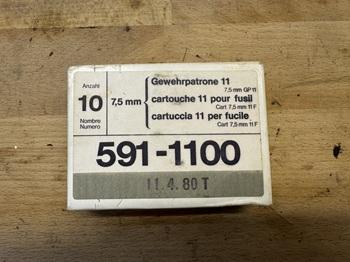 Anzahl
10
Nombre
Numero
7,5 mm
Gewehrpatrone 11
7,5 mm GP 11
cartouche 11 pour fusil
Cart 7,5 mm 11 F
cartuccia 11 per fucile
Cart 7,5 mm 11 F
591-1100
11.4.80 T